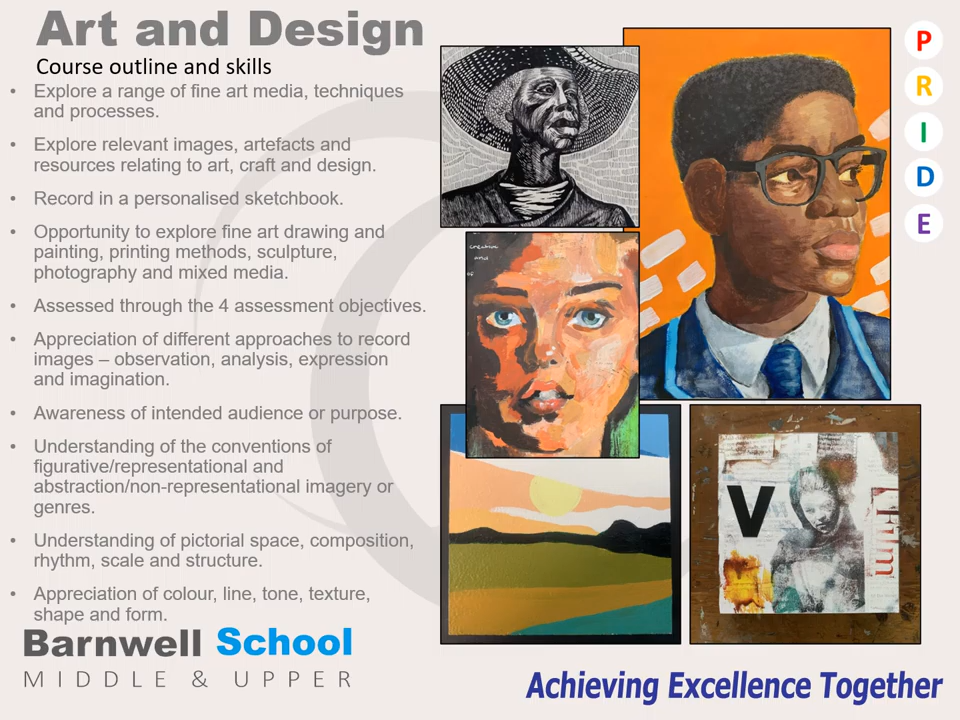 Art and Design
Course outline and skills
• Explore a range of fine art media, techniques
and processes.
• Explore relevant images, artefacts and
resources relating to art, craft and design.
• Record in a personalised sketchbook.
• Opportunity to explore fine art drawing and
painting, printing methods, sculpture,
photography and mixed media.
• Assessed through the 4 assessment objectives.
• Appreciation of different approaches to record
images – observation, analysis, expression
and imagination.
• Awareness of intended audience or purpose.
• Understanding of the conventions of
figurative/representational and
abstraction/non-representational imagery or
genres.
• Understanding of pictorial space, composition,
rhythm, scale and structure.
• Appreciation of colour, line, tone, texture,
shape and form.
Barnwell School
MIDDLE & UPPER
P
R
I
D
E
V
Film
Achieving Excellence Together